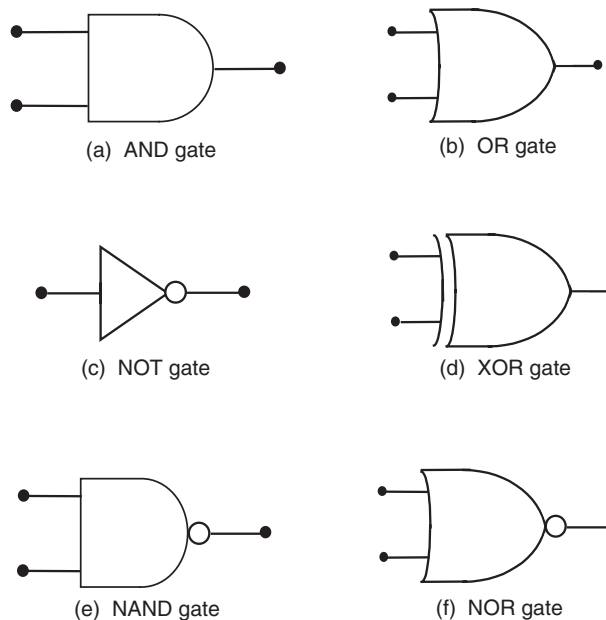 (a) AND gate
(b) OR gate
(c) NOT gate
(d) XOR gate
(e) NAND gate
(f) NOR gate